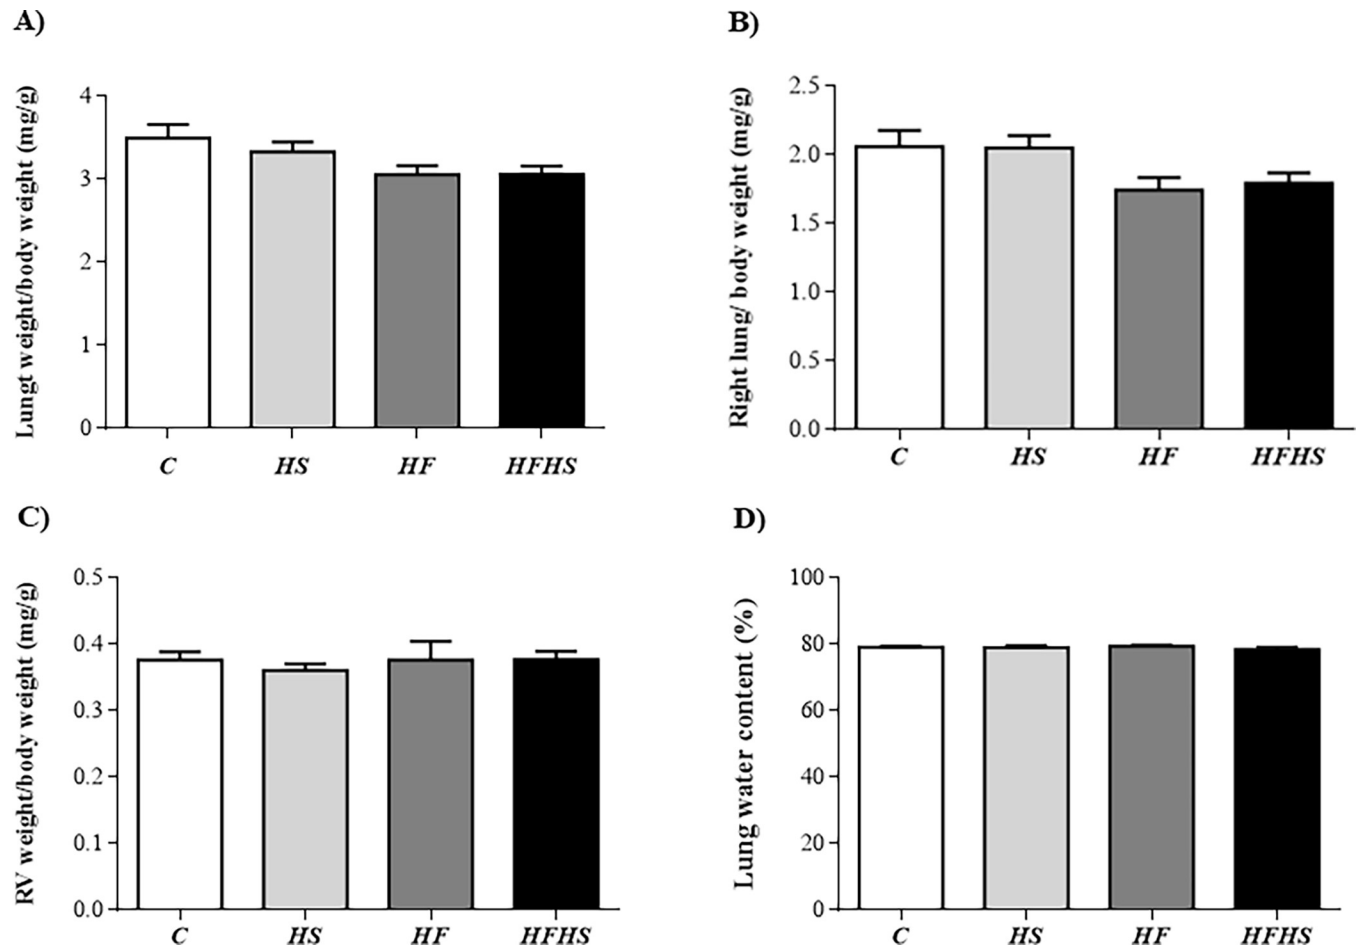 A)
Lungt weight/body weight (mg/g)
4
3
2
1
0
C HS HF HFHS
B)
Right lung/ body weight (mg/g)
2.5
2.0
1.5
1.0
0.5
0.0
C HS HF HFHS
C)
RV weight/body weight (mg/g)
0.5
0.4
0.3
0.2
0.1
0.0
C HS HF HFHS
D)
Lung water content (%)
100
80
60
40
20
0
C HS HF HFHS